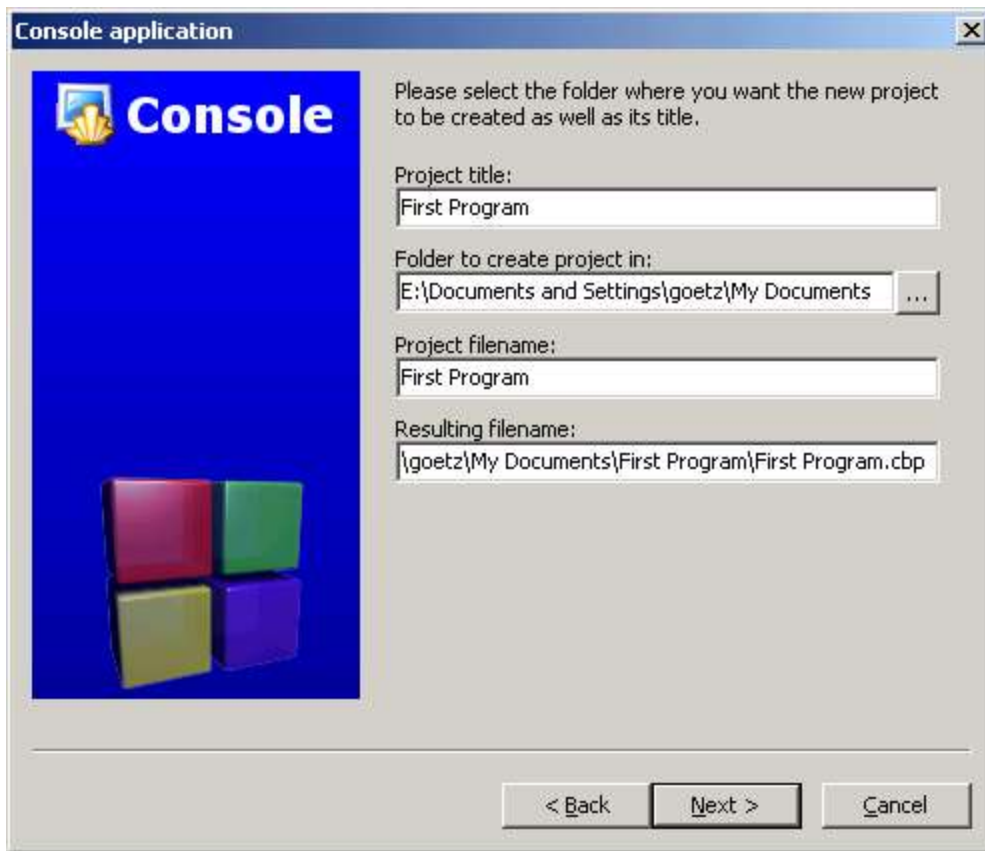 Console application
Console
Please select the folder where you want the new project
to be created as well as its title.
Project title:
First Program
Folder to create project in:
E:\Documents and Settings\goetz\My Documents
...
Project filename:
First Program
Resulting filename:
\goetz\My Documents\First Program\First Program.cbp
< Back
Next >
Cancel